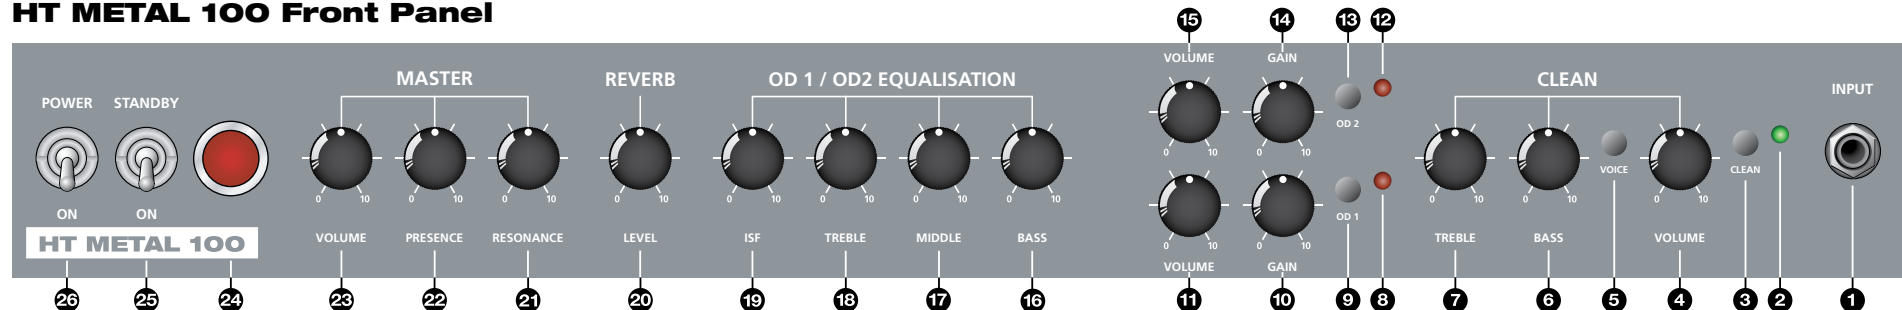 HT METAL 100 Front Panel
15 14 13 12
VOLUME GAIN
MASTER REVERB OD 1 / OD2 EQUALISATION CLEAN
POWER STANDBY INPUT
OD 2
0 10 0 10
VOICE CLEAN
0 10 0 10 0 10 0 10 0 10 0 10 0 10 0 10 0 10 0 10 0 10
ON ON
OD 1
HT METAL 100
VOLUME PRESENCE RESONANCE LEVEL ISF TREBLE MIDDLE BASS TREBLE BASS VOLUME
0 10 0 10
VOLUME GAIN
26 25 24 23 22 21 20 19 18 17 16 11 10 9 8 7 6 5 4 3 2 1